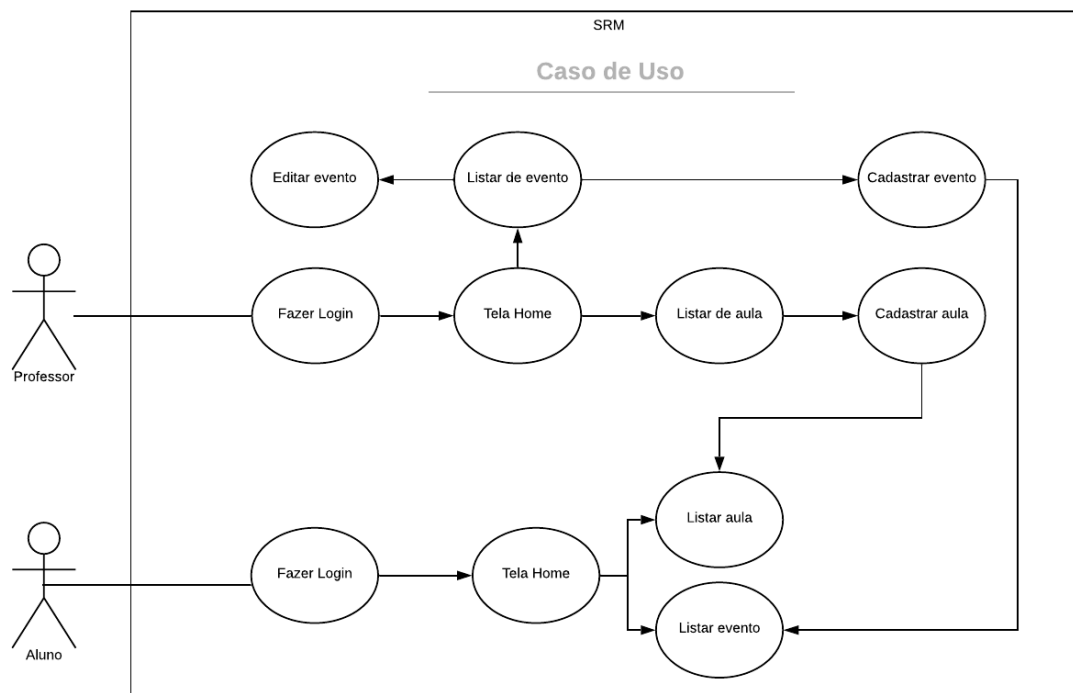 SRM
Caso de Uso
Editar evento
Listar de evento
Cadastrar evento
Fazer Login
Tela Home
Listar de aula
Cadastrar aula
Professor
Listar aula
Fazer Login
Tela Home
Listar evento
Aluno